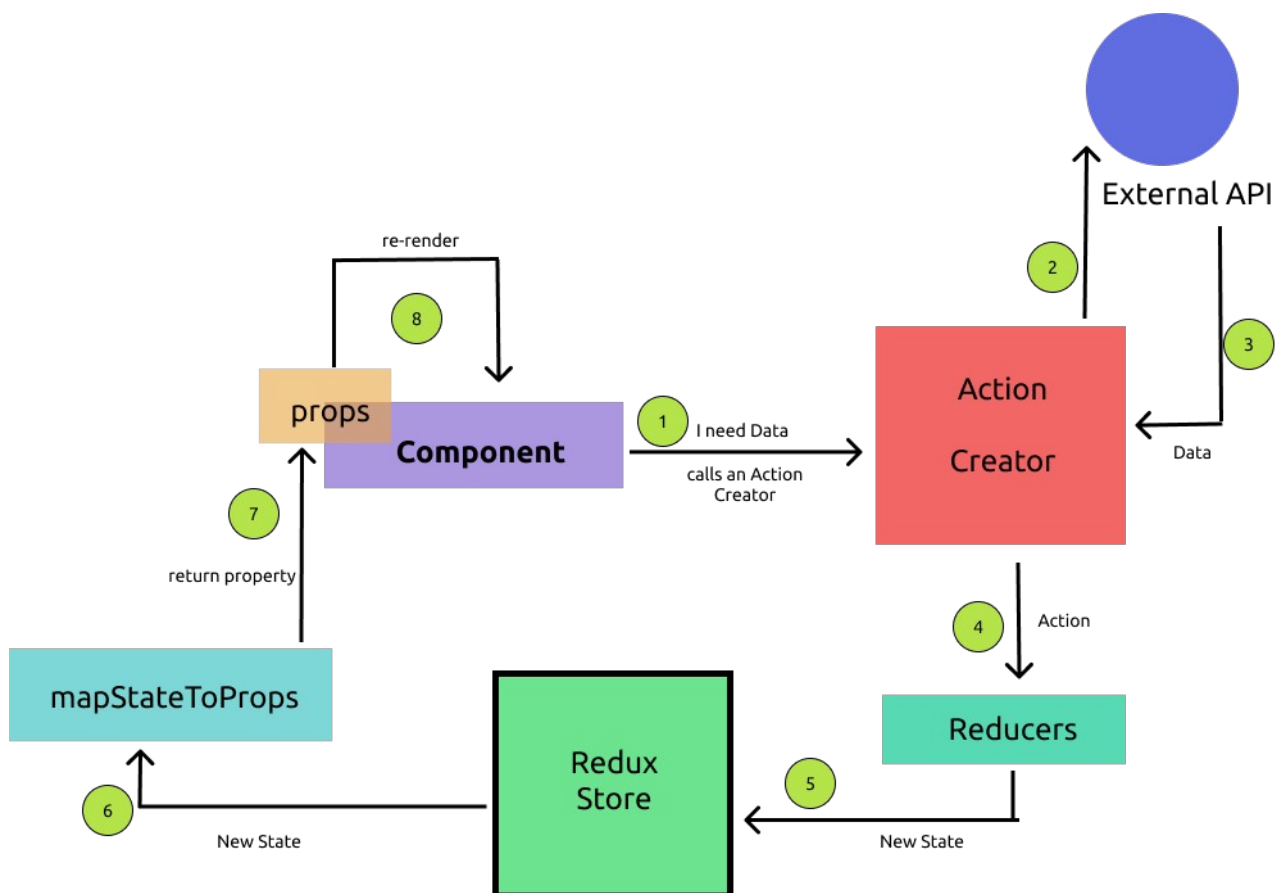 External API
re-render
2
8
3
props
Component
1
I need Data
calls an Action
Creator
Action
Creator
Data
7
return property
4
Action
mapStateToProps
Redux
Store
Reducers
6
New State
5
New State